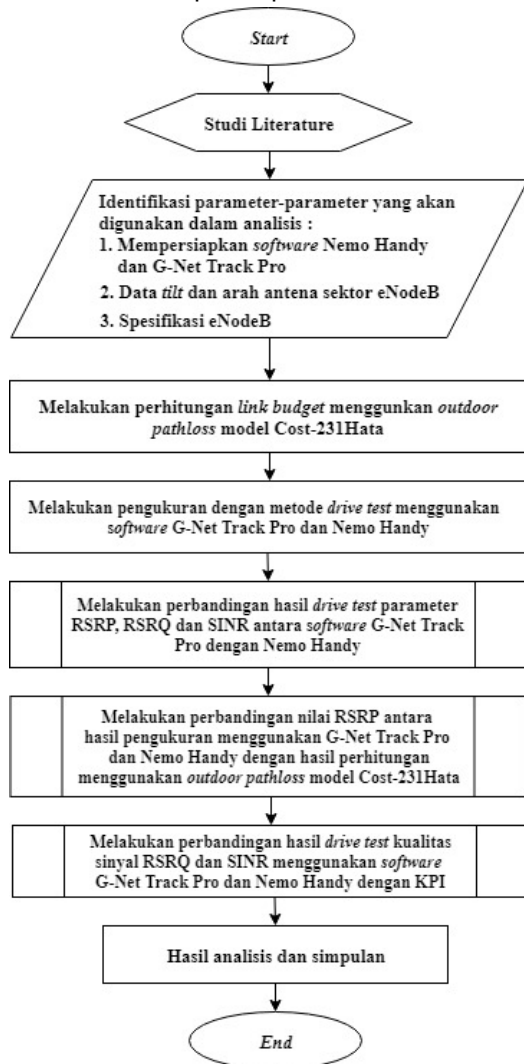 Start
Studi Literature
Identifikasi parameter-parameter yang akan
digunakan dalam analisis :
1. Mempersiapkan software Nemo Handy
dan G-Net Track Pro
2. Data tilt dan arah antena sektor eNodeB
3. Spesifikasi eNodeB
Melakukan perhitungan link budget menggunkan outdoor
pathloss model Cost-231Hata
Melakukan pengukuran dengan metode drive test menggunakan
software G-Net Track Pro dan Nemo Handy
Melakukan perbandingan hasil drive test parameter
RSRP, RSRQ dan SINR antara software G-Net Track
Pro dengan Nemo Handy
Melakukan perbandingan nilai RSRP antara
hasil pengukuran menggunakan G-Net Track Pro
dan Nemo Handy dengan hasil perhitungan
menggunakan outdoor pathloss model Cost-231Hata
Melakukan perbandingan hasil drive test kualitas
sinyal RSRQ dan SINR menggunakan software
G-Net Track Pro dan Nemo Handy dengan KPI
Hasil analisis dan simpulan
End